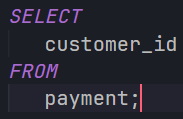 SELECT
customer_id
FROM
payment;